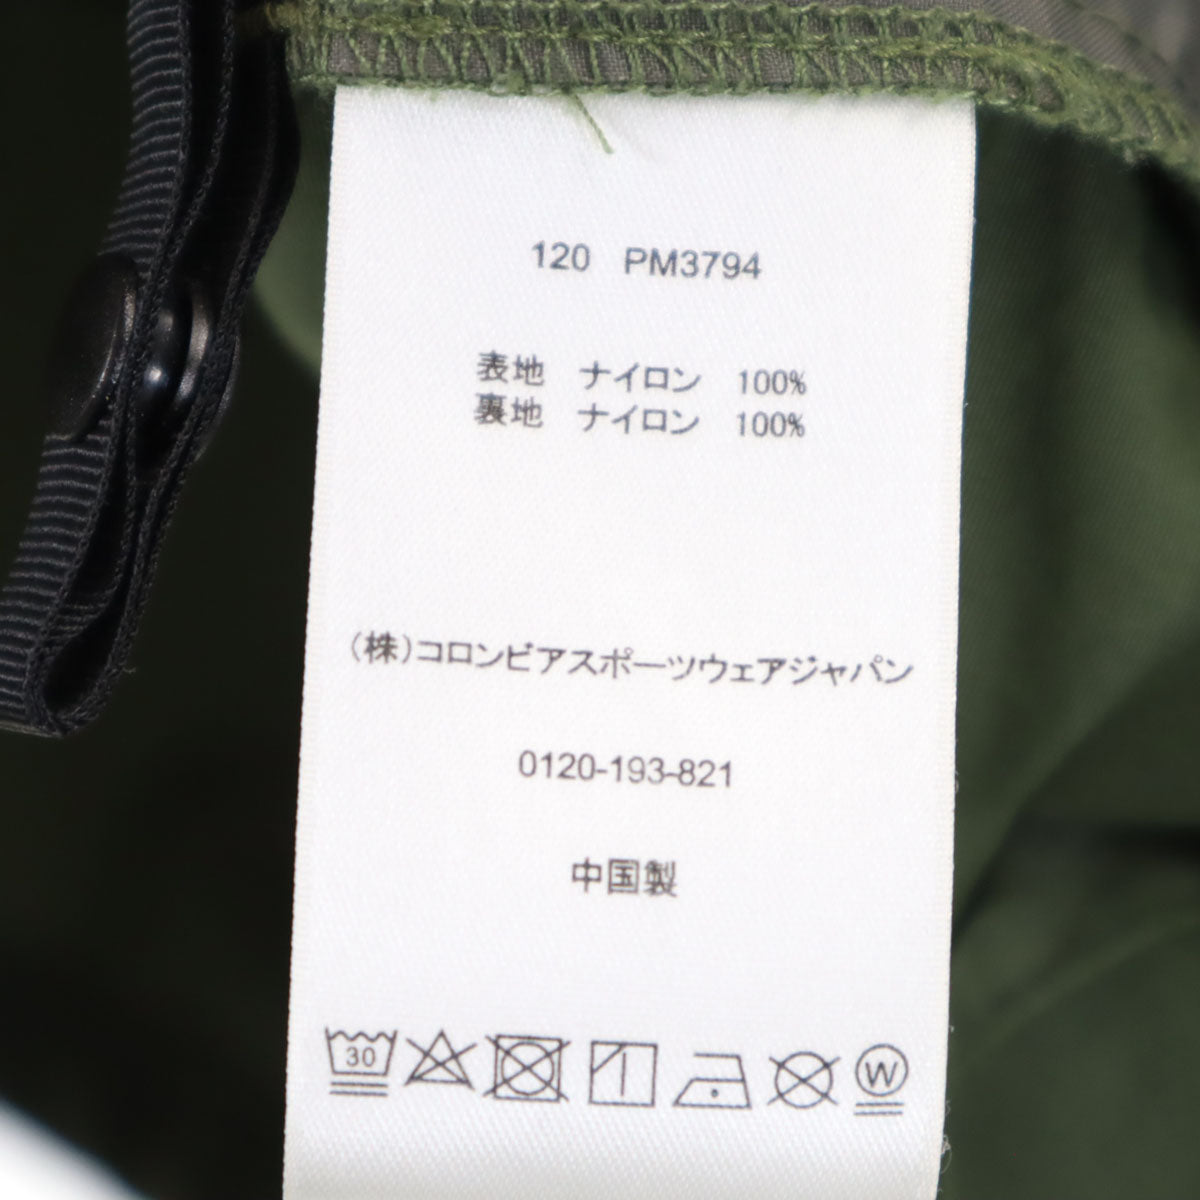 120 PM3794
表地 ナイロン 100%
裏地 ナイロン 100%
(株)コロンビアスポーツウェアジャパン
0120-193-821
中国製
30
W